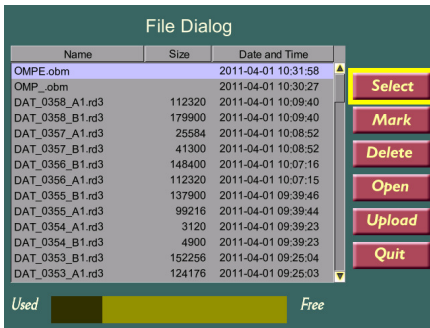 File Dialog
Name Size Date and Time
OMPE.obm 2011-04-01 10:31:58
OMP_.obm 2011-04-01 10:30:27
DAT_0358_A1.rd3 112320 2011-04-01 10:09:40
DAT_0358_B1.rd3 179900 2011-04-01 10:09:40
DAT_0357_A1.rd3 25584 2011-04-01 10:08:52
DAT_0357_B1.rd3 41300 2011-04-01 10:08:52
DAT_0356_B1.rd3 148400 2011-04-01 10:07:16
DAT_0356_A1.rd3 112320 2011-04-01 10:07:15
DAT_0355_B1.rd3 137900 2011-04-01 09:39:46
DAT_0355_A1.rd3 99216 2011-04-01 09:39:44
DAT_0354_A1.rd3 3120 2011-04-01 09:39:23
DAT_0354_B1.rd3 4900 2011-04-01 09:39:23
DAT_0353_B1.rd3 152256 2011-04-01 09:25:04
DAT_0353_A1.rd3 124176 2011-04-01 09:25:03
Select
Mark
Delete
Open
Upload
Quit
Used Free